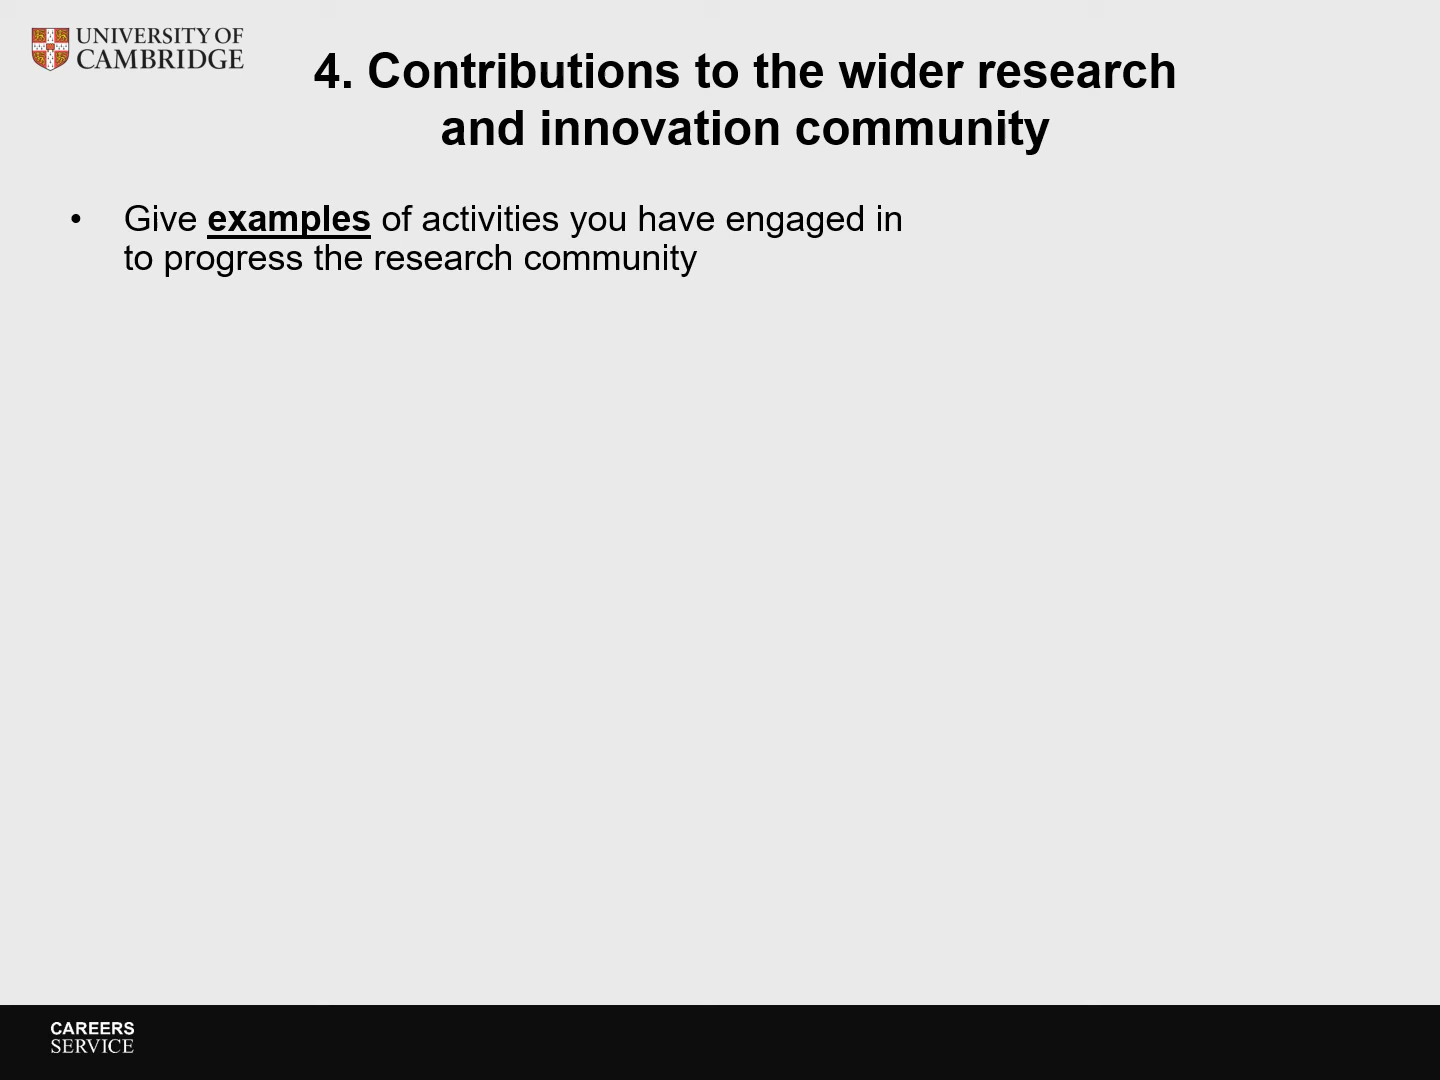 UNIVERSITY OF
CAMBRIDGE
4. Contributions to the wider research
and innovation community
• Give examples of activities you have engaged in
to progress the research community
CAREERS
SERVICE